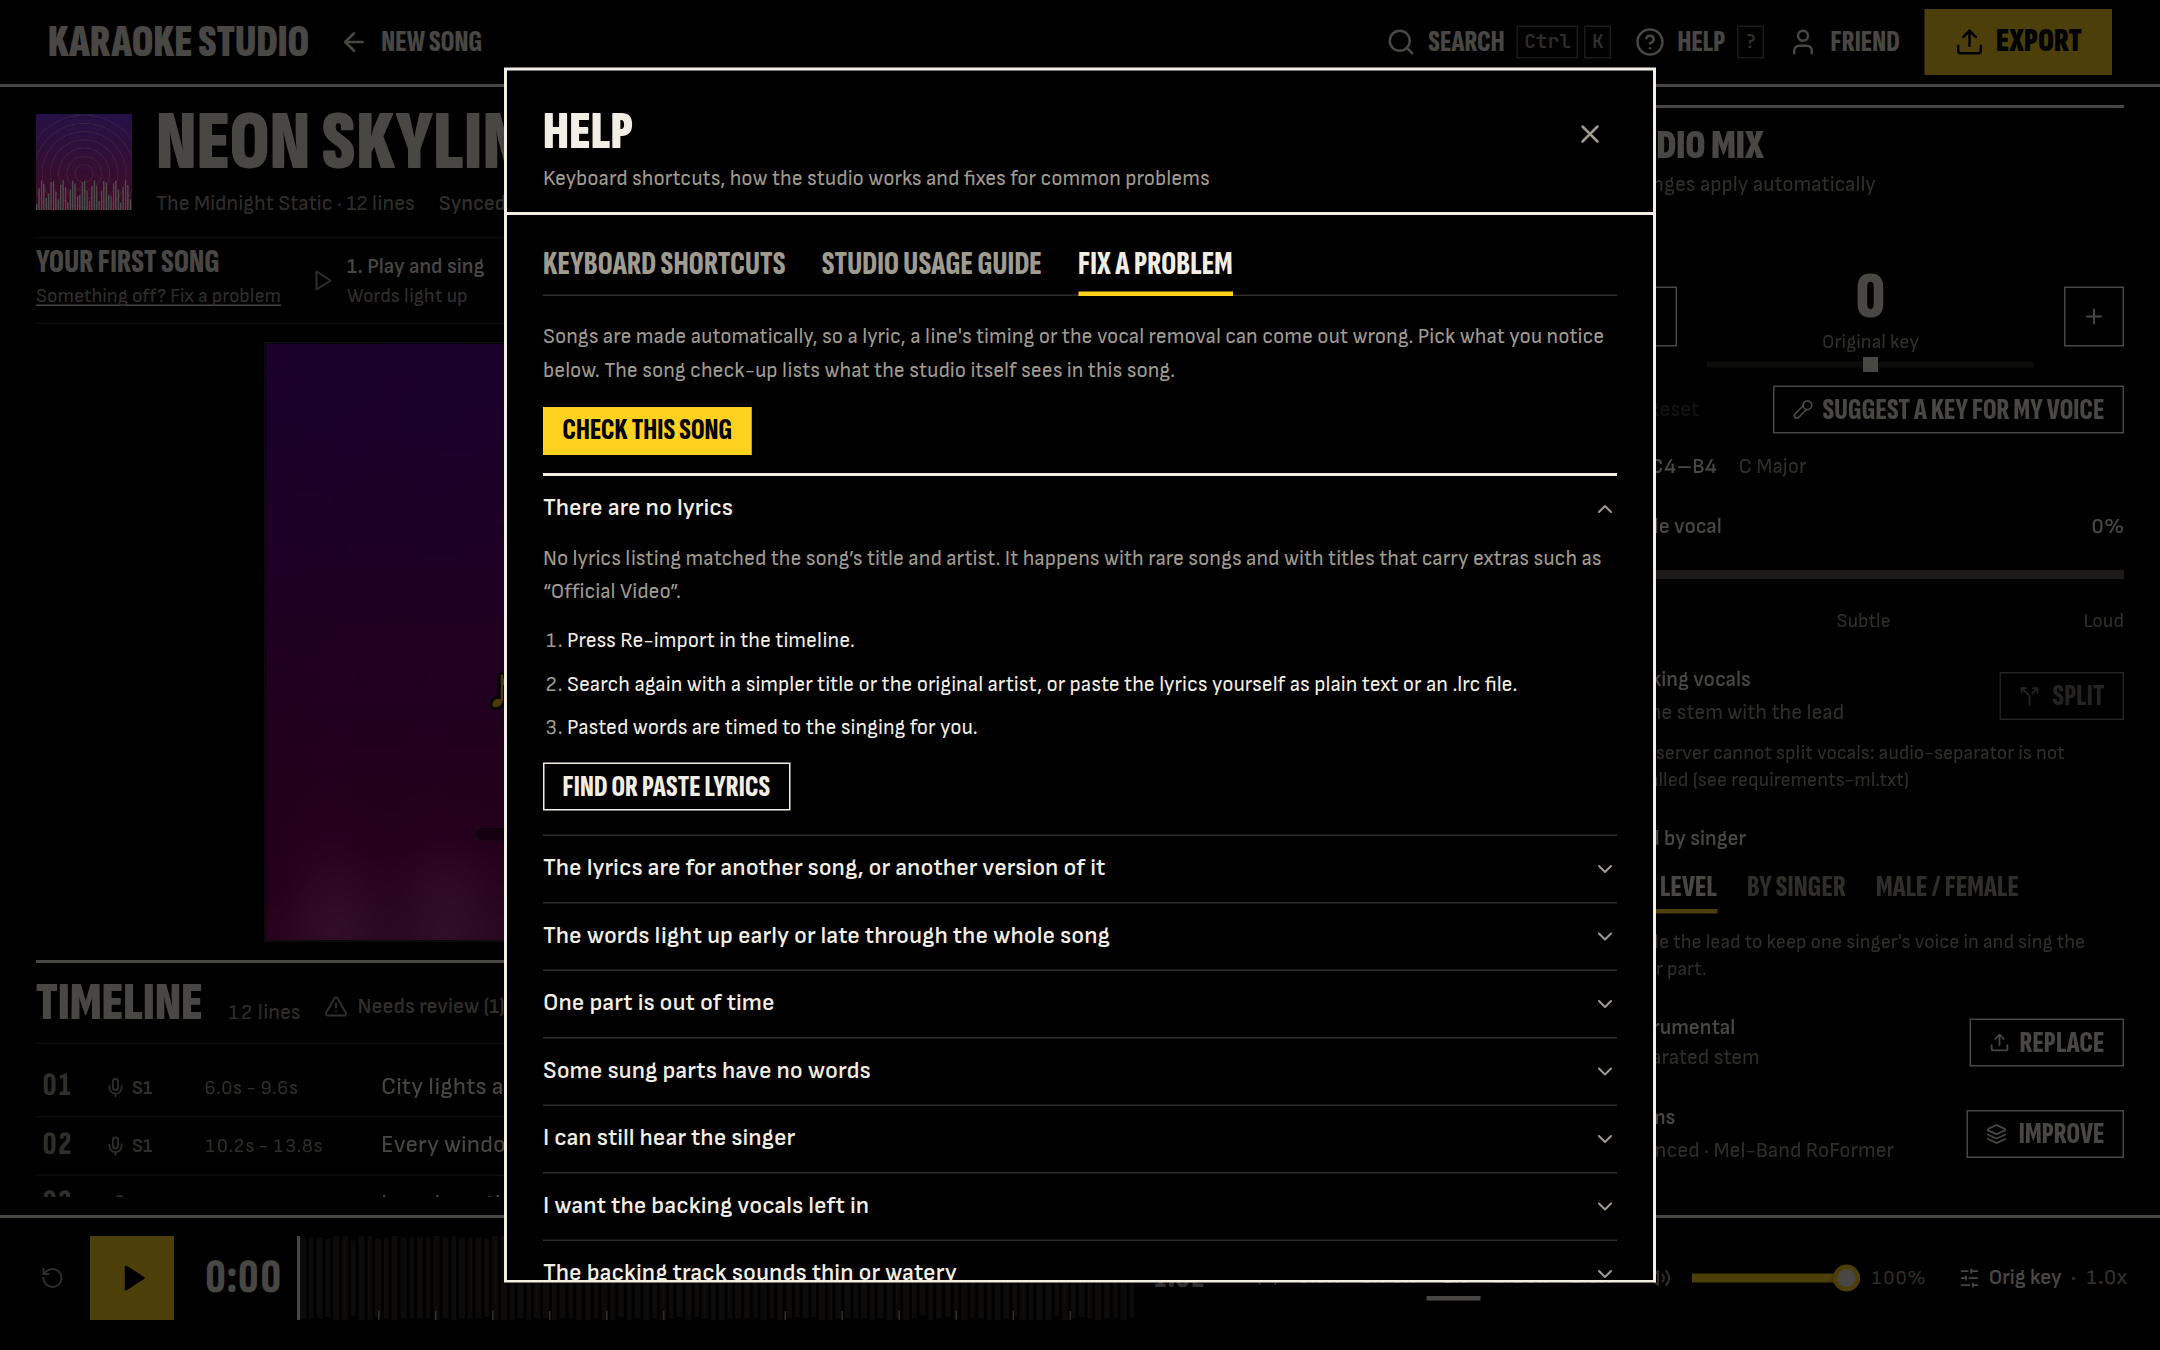 KARAOKE STUDIO
NEW SONG
SEARCH Ctrl K
HELP ?
FRIEND
EXPORT
NEON SKYLIN
The Midnight Static · 12 lines Synced
YOUR FIRST SONG
Something off? Fix a problem
1. Play and sing
Words light up
HELP
Keyboard shortcuts, how the studio works and fixes for common problems
KEYBOARD SHORTCUTS
STUDIO USAGE GUIDE
FIX A PROBLEM
Songs are made automatically, so a lyric, a line's timing or the vocal removal can come out wrong. Pick what you notice
below. The song check-up lists what the studio itself sees in this song.
CHECK THIS SONG
There are no lyrics
No lyrics listing matched the song’s title and artist. It happens with rare songs and with titles that carry extras such as
“Official Video”.
1. Press Re-import in the timeline.
2. Search again with a simpler title or the original artist, or paste the lyrics yourself as plain text or an .lrc file.
3. Pasted words are timed to the singing for you.
FIND OR PASTE LYRICS
The lyrics are for another song, or another version of it
The words light up early or late through the whole song
One part is out of time
Some sung parts have no words
I can still hear the singer
I want the backing vocals left in
The backing track sounds thin or watery
DIO MIX
nges apply automatically
0
Original key
eset
SUGGEST A KEY FOR MY VOICE
C4–B4 C Major
e vocal 0%
Subtle Loud
king vocals
ne stem with the lead
SPLIT
server cannot split vocals: audio-separator is not
lled (see requirements-ml.txt)
l by singer
LEVEL BY SINGER MALE / FEMALE
le the lead to keep one singer's voice in and sing the
r part.
rumental
arated stem
REPLACE
ns
nced · Mel-Band RoFormer
IMPROVE
TIMELINE 12 lines Needs review (1)
01 S1 6.0s - 9.6s City lights a
02 S1 10.2s - 13.8s Every windo
0:00
100%
Orig key · 1.0x